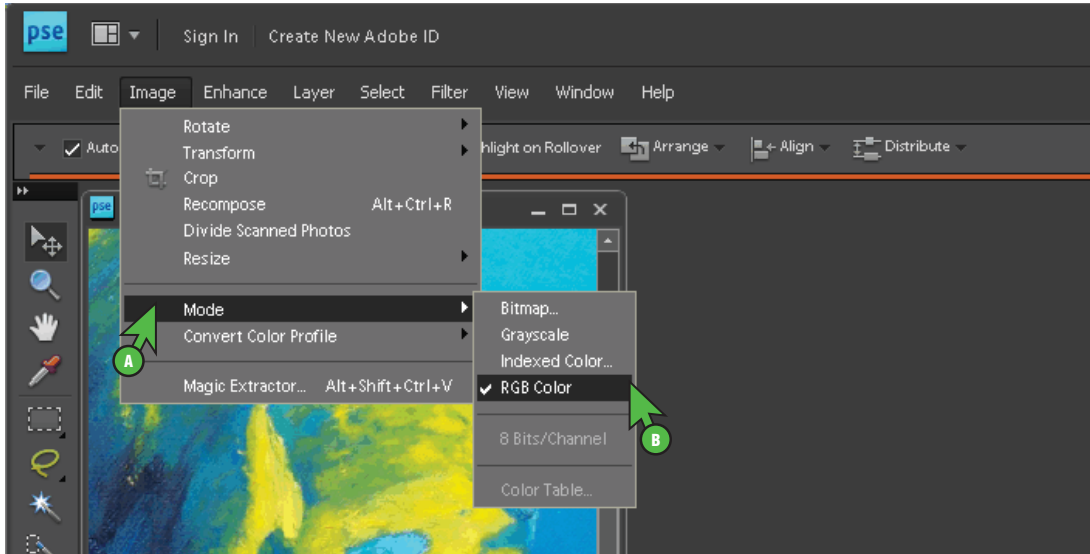 pse Sign In Create New Adobe ID
File Edit Image Enhance Layer Select Filter View Window Help
Auto hlight on Rollover Arrange Align Distribute
Rotate
Transform
Crop
Recompose Alt+Ctrl+R
pse
Divide Scanned Photos
Resize
Mode
Convert Color Profile
Magic Extractor... Alt+Shift+Ctrl+V
A
Bitmap...
Grayscale
Indexed Color...
RGB Color
8 Bits/Channel
Color Table...
B